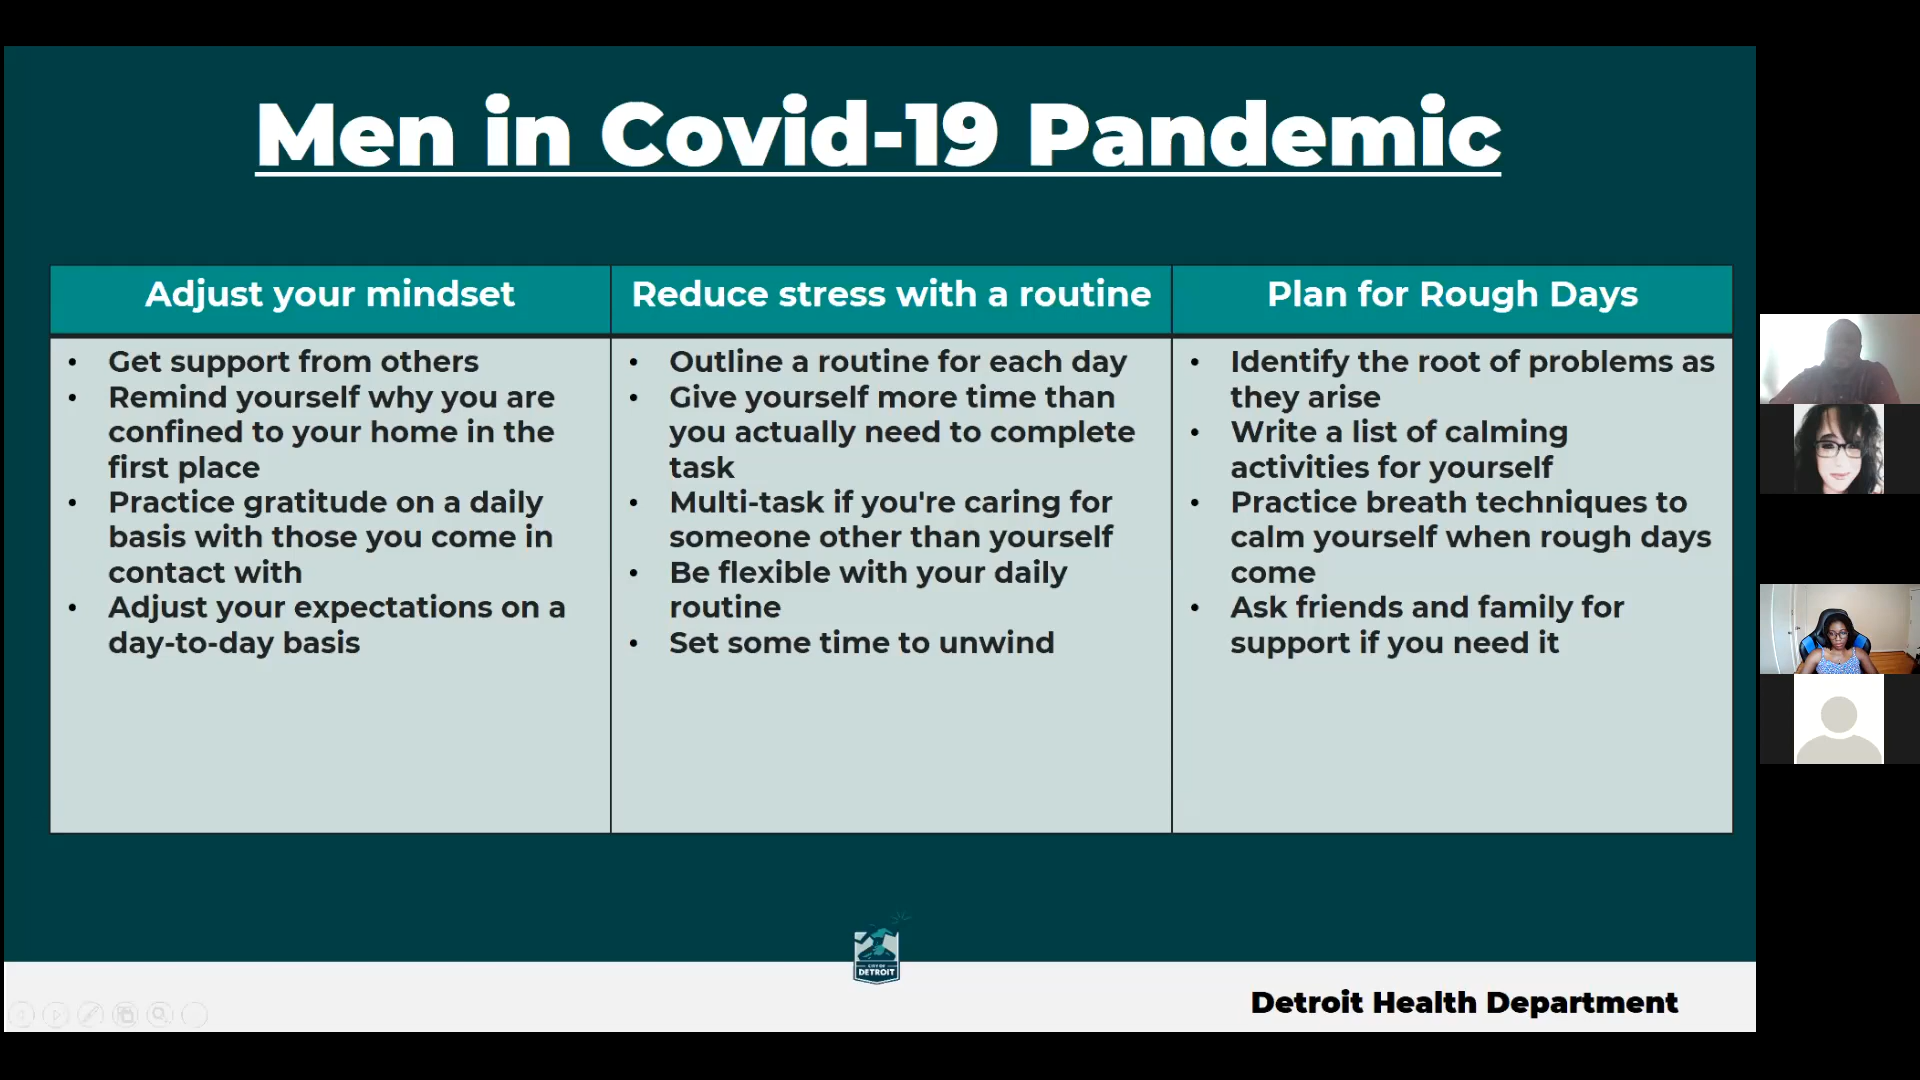 Men in Covid-19 Pandemic
Adjust your mindset
• Get support from others
• Remind yourself why you are
confined to your home in the
first place
• Practice gratitude on a daily
basis with those you come in
contact with
• Adjust your expectations on a
day-to-day basis
Reduce stress with a routine
• Outline a routine for each day
• Give yourself more time than
you actually need to complete
task
• Multi-task if you're caring for
someone other than yourself
• Be flexible with your daily
routine
• Set some time to unwind
Plan for Rough Days
• Identify the root of problems as
they arise
• Write a list of calming
activities for yourself
• Practice breath techniques to
calm yourself when rough days
come
• Ask friends and family for
support if you need it
CITY OF
DETROIT
Detroit Health Department